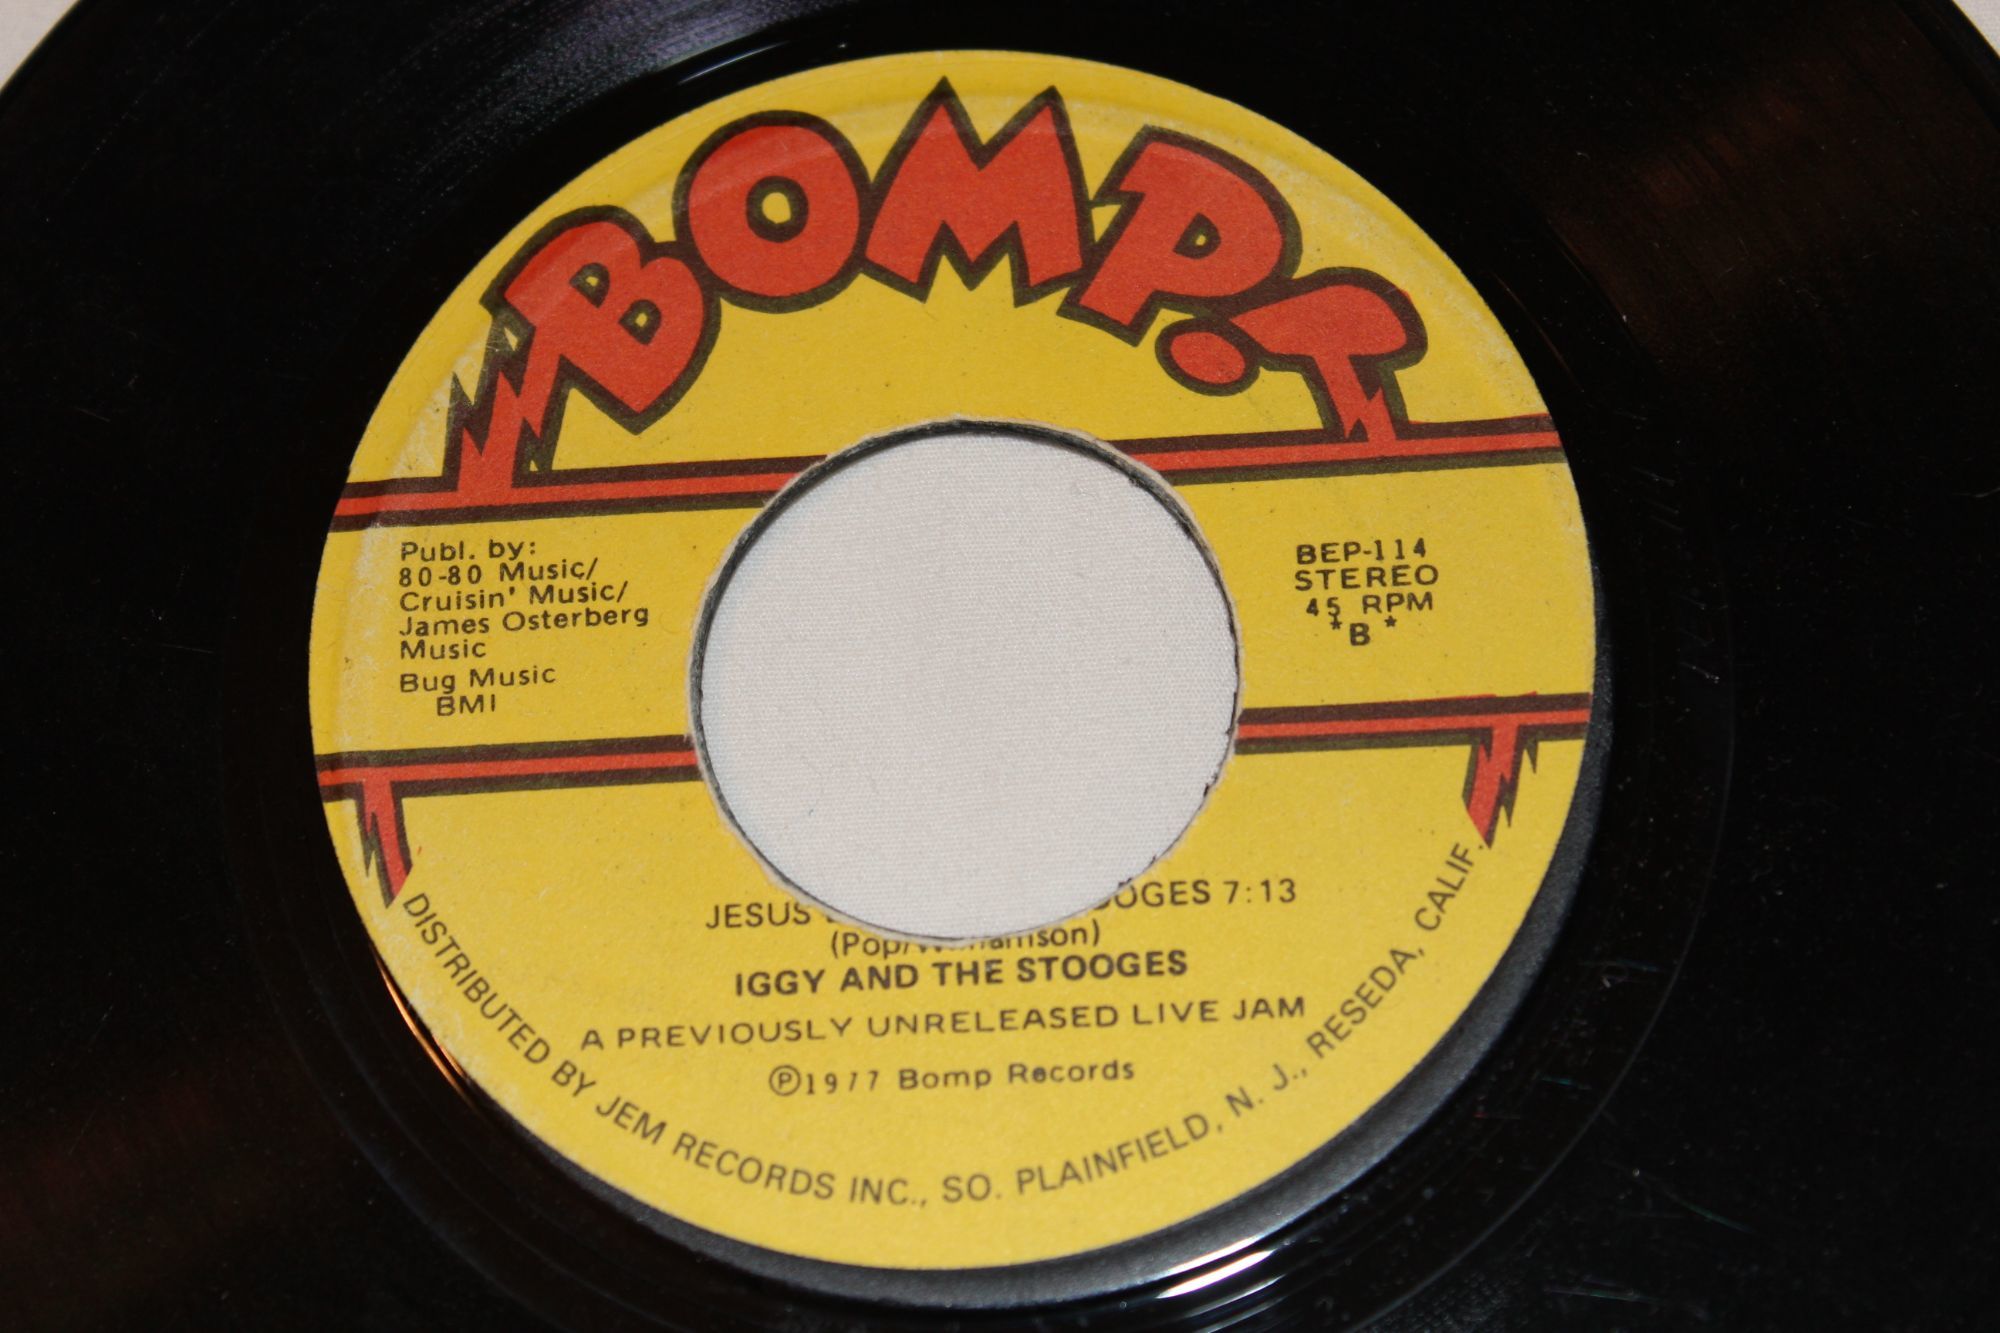 BOMP!
Publ. by:
80-80 Music/
Cruisin' Music/
James Osterberg
Music
Bug Music
BMI
BEP-114
STEREO
45 RPM
*B*
JESUS 7:13
(Pop/
IGGY AND THE STOOGES
A PREVIOUSLY UNRELEASED LIVE JAM
Ⓟ1977 Bomp Records
DISTRIBUTED BY JEM RECORDS INC., SO. PLAINFIELD, N. J., RESEDA, CALIF.